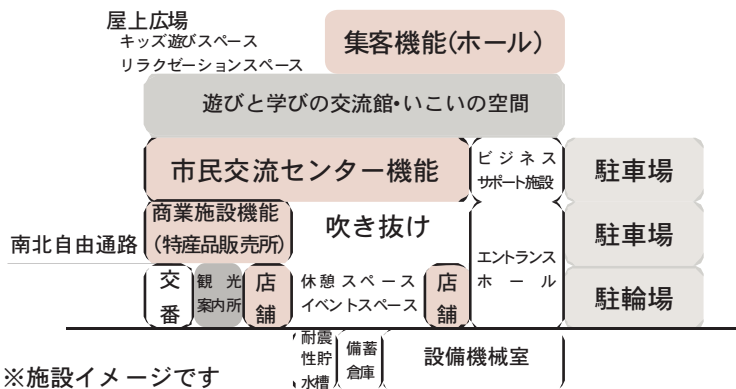 屋上広場
キッズ遊びスペース
リラクゼーションスペース
集客機能(ホール)
遊びと学びの交流館・いこいの空間
市民交流センター機能
ビジネス
サポート施設
駐車場
商業施設機能
(特産品販売所)
吹き抜け
南北自由通路
エントランス
ホール
駐車場
交
番
観光
案内所
店
舗
休憩スペース
イベントスペース
店
舗
駐輪場
耐震
性貯
水槽
備蓄
倉庫
設備機械室
※施設イメージです